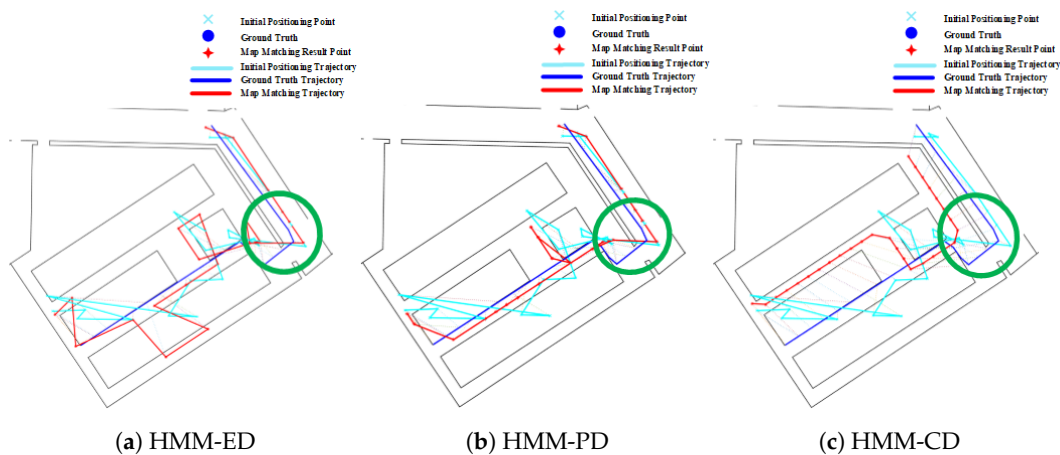 Initial Positioning Point
Ground Truth
Map Matching Result Point
Initial Positioning Trajectory
Ground Truth Trajectory
Map Matching Trajectory
Initial Positioning Point
Ground Truth
Map Matching Result Point
Initial Positioning Trajectory
Ground Truth Trajectory
Map Matching Trajectory
Initial Positioning Point
Ground Truth
Map Matching Result Point
Initial Positioning Trajectory
Ground Truth Trajectory
Map Matching Trajectory
(a) HMM-ED
(b) HMM-PD
(c) HMM-CD